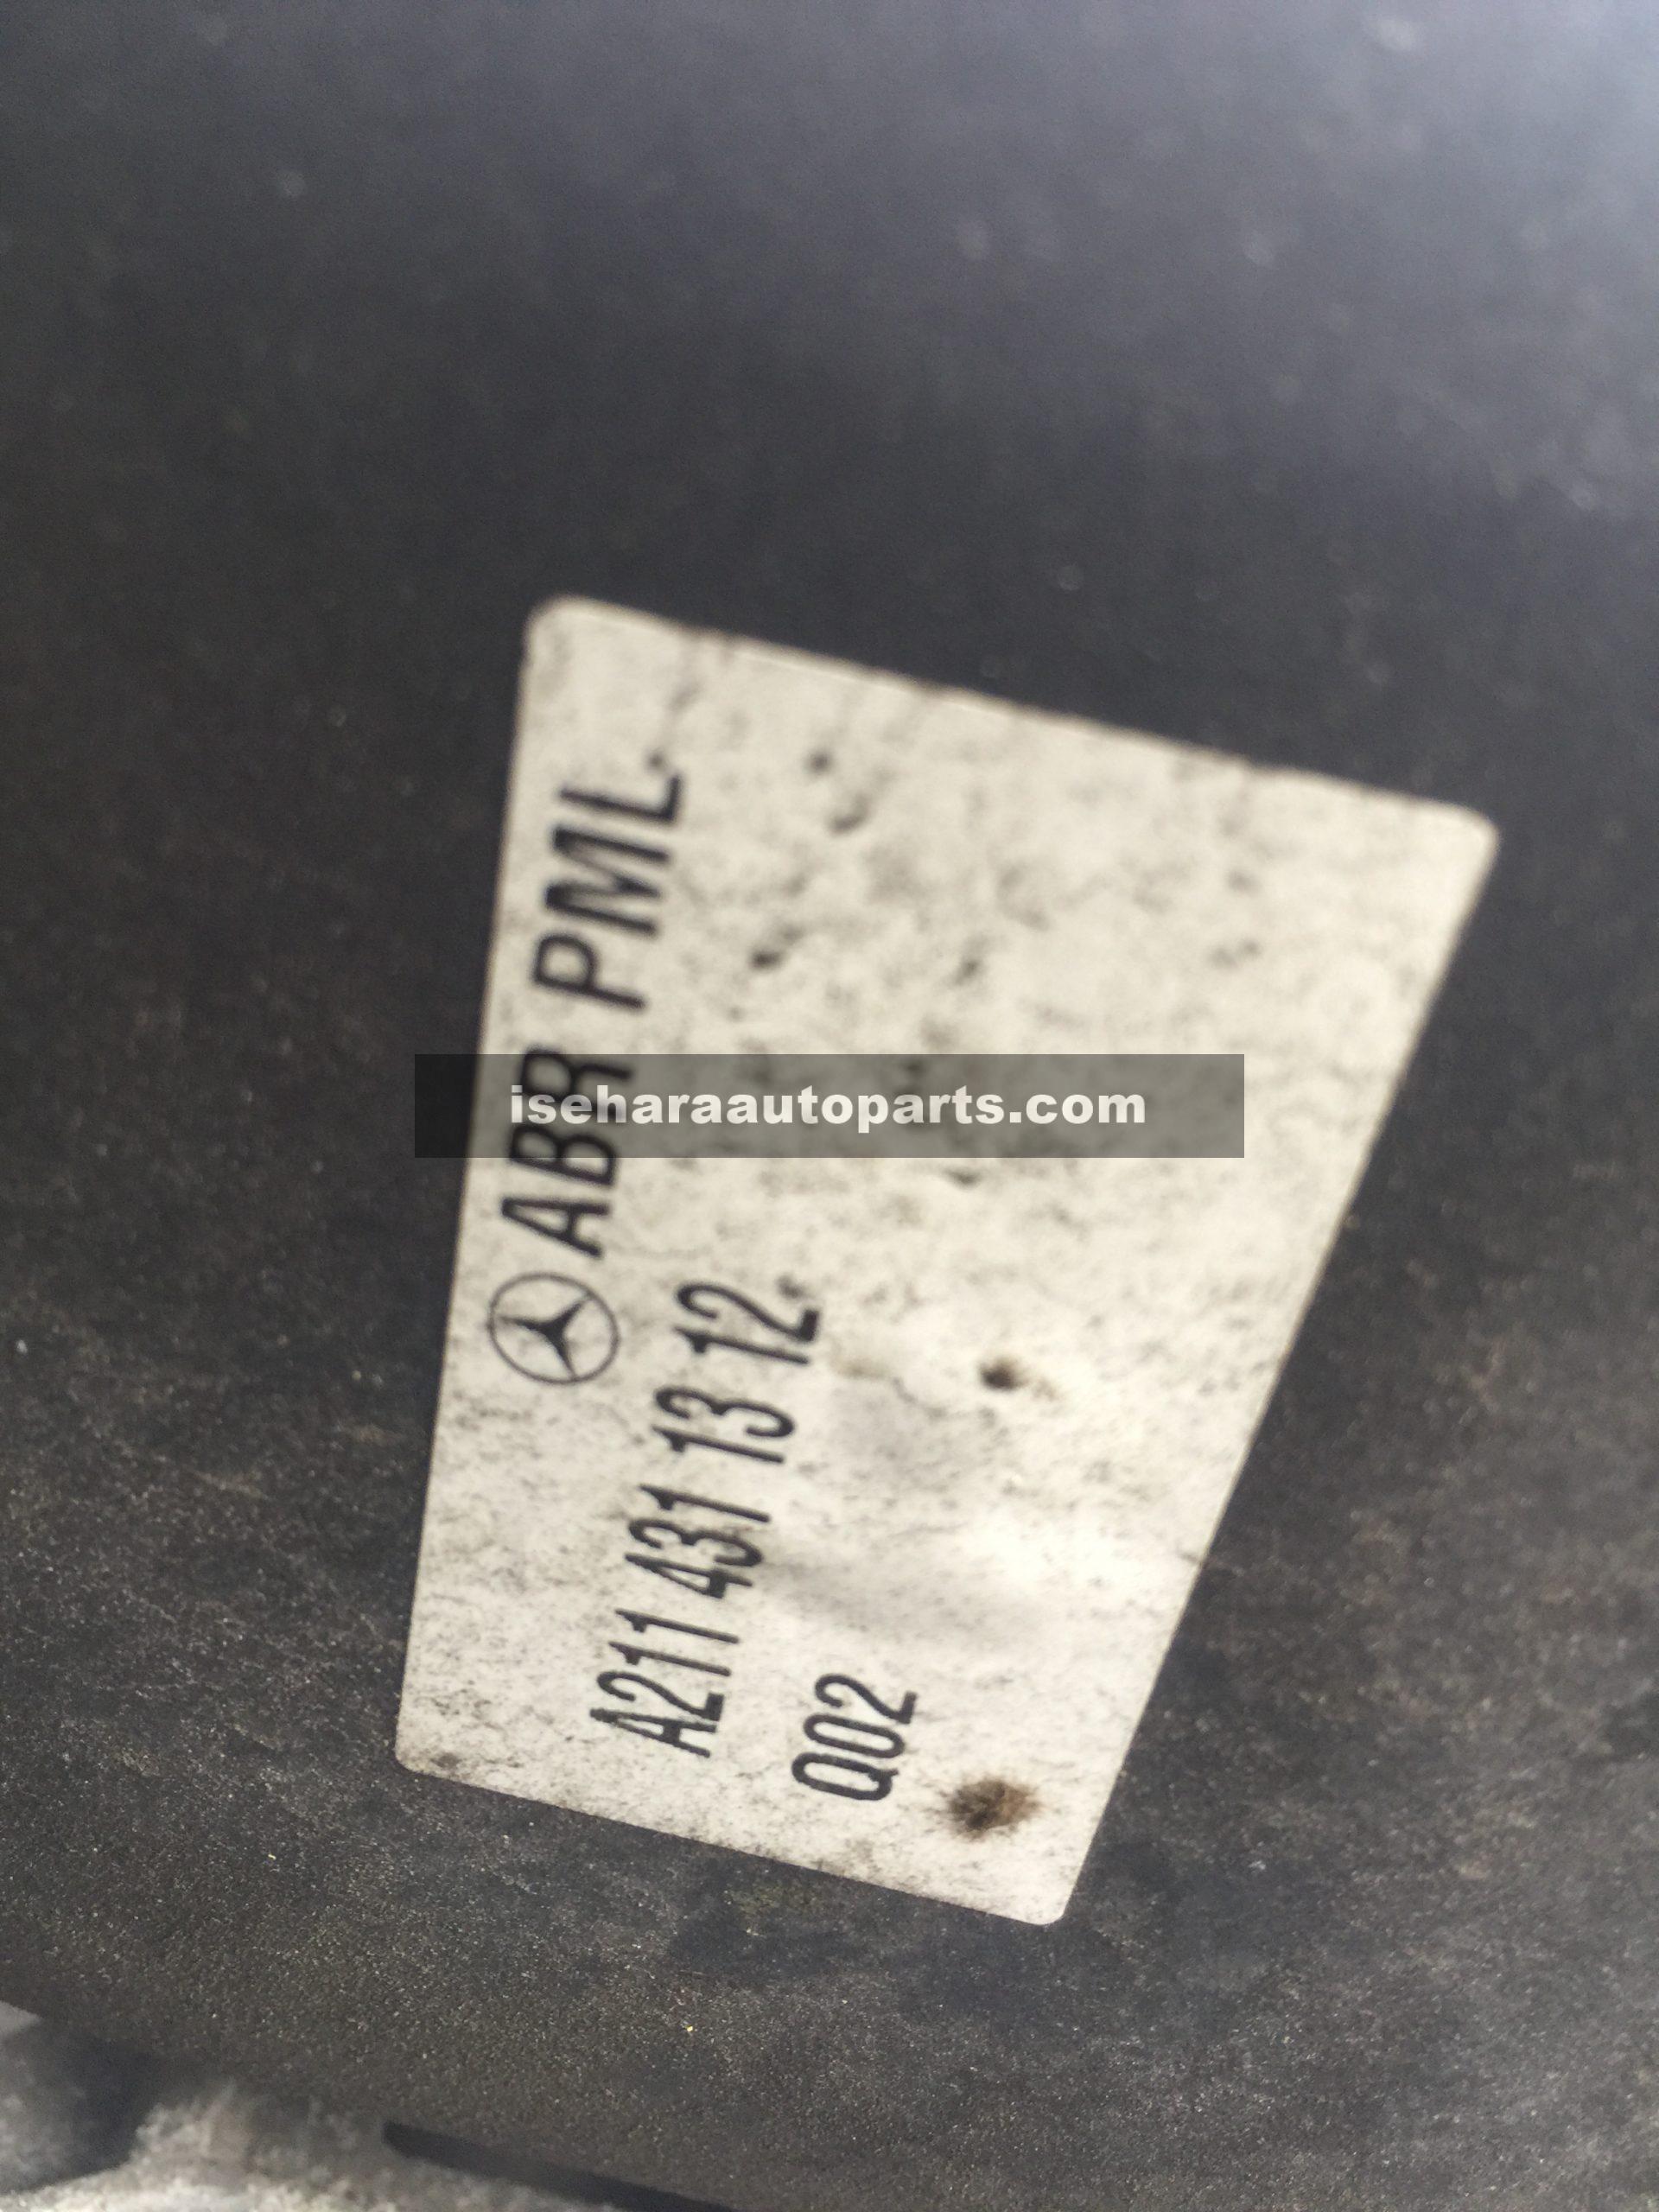 ABR PML
A211 431 13 12
Q02
iseharaautoparts.com